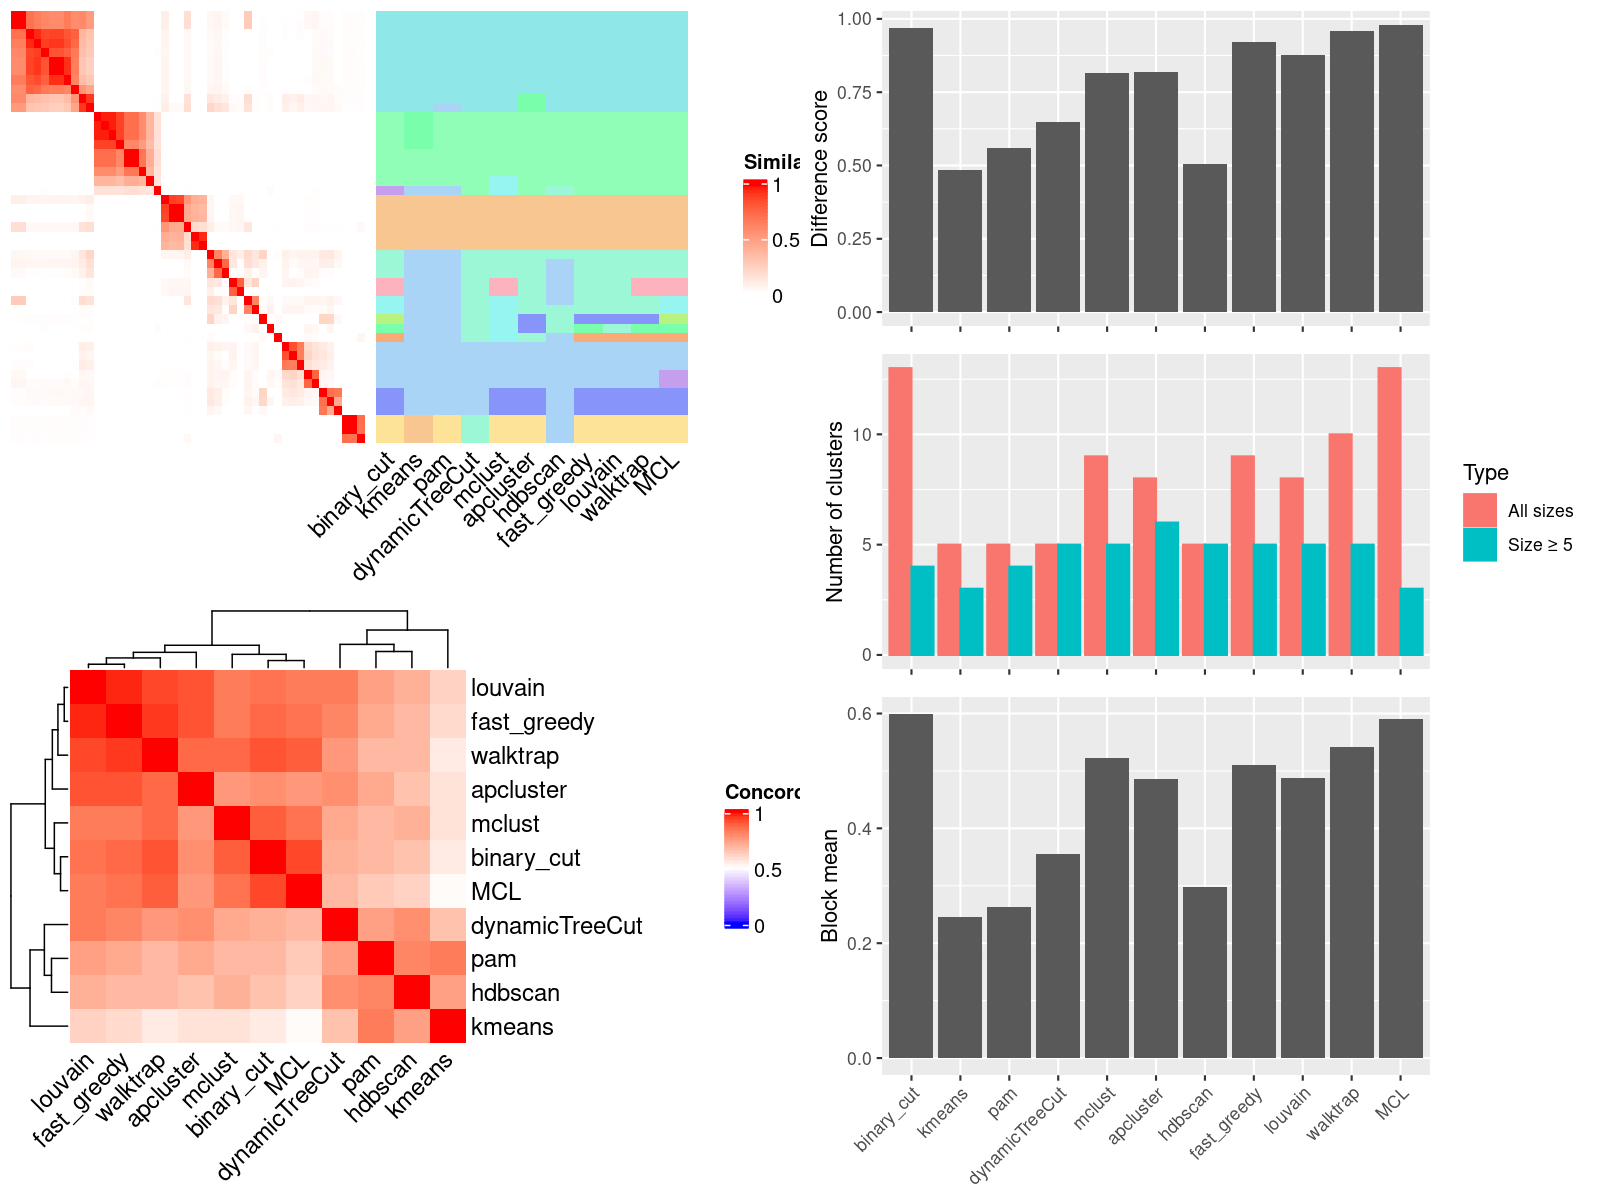 Simila
1
0.5
0
binary_cut
kmeans
pam
dynamicTreeCut
mclust
apcluster
hdbscan
fast_greedy
louvain
walktrap
MCL
louvain
fast_greedy
walktrap
apcluster
mclust
binary_cut
MCL
dynamicTreeCut
pam
hdbscan
kmeans
Concord
1
0.5
0
louvain
fast_greedy
walktrap
apcluster
mclust
binary_cut
MCL
dynamicTreeCut
pam
hdbscan
kmeans
Difference score
1.00
0.75
0.50
0.25
0.00
Number of clusters
10
5
0
Type
All sizes
Size ≥ 5
Block mean
0.6
0.4
0.2
0.0
binary_cut
kmeans
pam
dynamicTreeCut
mclust
apcluster
hdbscan
fast_greedy
louvain
walktrap
MCL